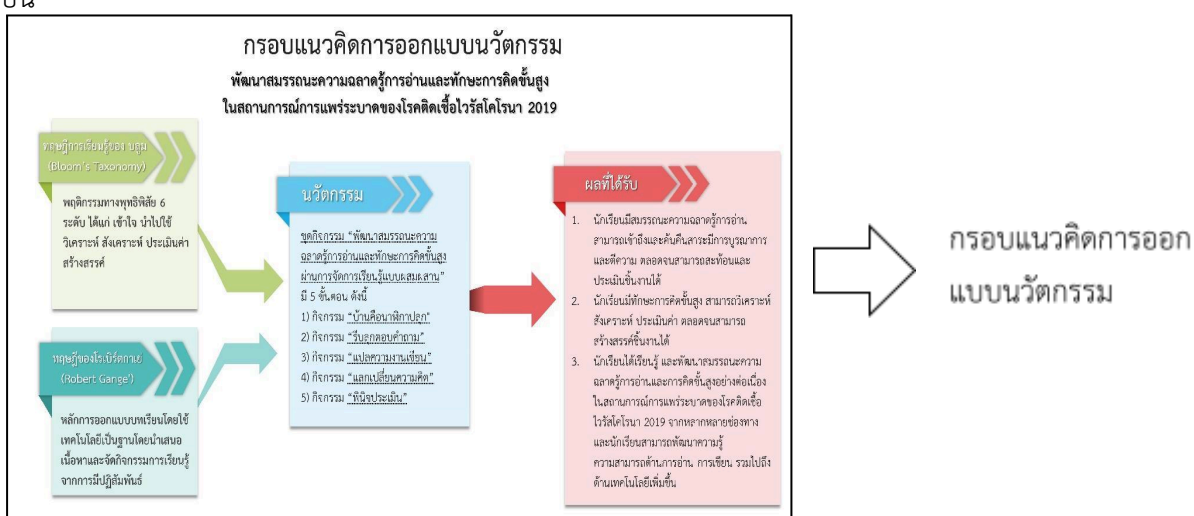 กรอบแนวคิดการออกแบบนวัตกรรม
พัฒนาสมรรถนะความฉลาดรู้การอ่านและทักษะการคิดขั้นสูง
ในสถานการณ์การแพร่ระบาดของโรคติดเชื้อไวรัสโคโรนา 2019
ทฤษฎีการเรียนรู้ของ บลูม
(Bloom's Taxonomy)
พฤติกรรมทางพุทธิพิสัย 6
ระดับ ได้แก่ เข้าใจ นำไปใช้
วิเคราะห์ สังเคราะห์ ประเมินค่า
สร้างสรรค์
ทฤษฎีของโรเบิร์ตกาเย่
(Robert Gange')
หลักการออกแบบบทเรียนโดยใช้
เทคโนโลยีเป็นฐานโดยนำเสนอ
เนื้อหาและจัดกิจกรรมการเรียนรู้
จากการมีปฏิสัมพันธ์
นวัตกรรม
ชุดกิจกรรม "พัฒนาสมรรถนะความ
ฉลาดรู้การอ่านและทักษะการคิดขั้นสูง
ผ่านการจัดการเรียนรู้แบบผสมผสาน"
มี 5 ขั้นตอน ดังนี้
1) กิจกรรม "บ้านคือนาฬิกาปลุก"
2) กิจกรรม "รีบลุกตอบคำถาม"
3) กิจกรรม "แปลความงานเขียน"
4) กิจกรรม "แลกเปลี่ยนความคิด"
5) กิจกรรม "พินิจประเมิน"
ผลที่ได้รับ
1. นักเรียนมีสมรรถนะความฉลาดรู้การอ่าน
สามารถเข้าถึงและค้นคืนสาระมีการบูรณาการ
และตีความ ตลอดจนสามารถสะท้อนและ
ประเมินชิ้นงานได้
2. นักเรียนมีทักษะการคิดขั้นสูง สามารถวิเคราะห์
สังเคราะห์ ประเมินค่า ตลอดจนสามารถ
สร้างสรรค์ชิ้นงานได้
3. นักเรียนได้เรียนรู้ และพัฒนาสมรรถนะความ
ฉลาดรู้การอ่านและการคิดขั้นสูงอย่างต่อเนื่อง
ในสถานการณ์การแพร่ระบาดของโรคติดเชื้อ
ไวรัสโคโรนา 2019 จากหลากหลายช่องทาง
และนักเรียนสามารถพัฒนาความรู้
ความสามารถด้านการอ่าน การเขียน รวมไปถึง
ด้านเทคโนโลยีเพิ่มขึ้น
กรอบแนวคิดการออก
แบบนวัตกรรม